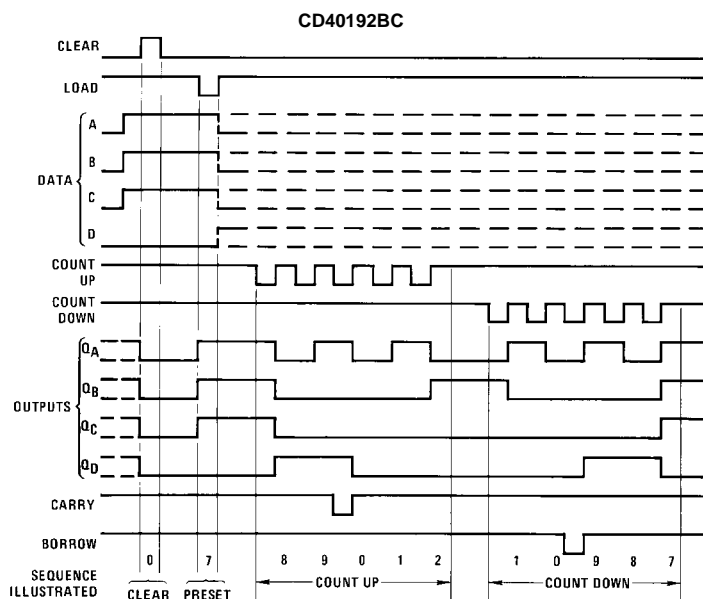 CD40192BC
CLEAR
LOAD
A
B
DATA
C
D
COUNT
UP
COUNT
DOWN
QA
QB
OUTPUTS
QC
QD
CARRY
BORROW
0 7 8 9 0 1 2 1 0 9 8 7
SEQUENCE
ILLUSTRATED
CLEAR PRESET COUNT UP COUNT DOWN